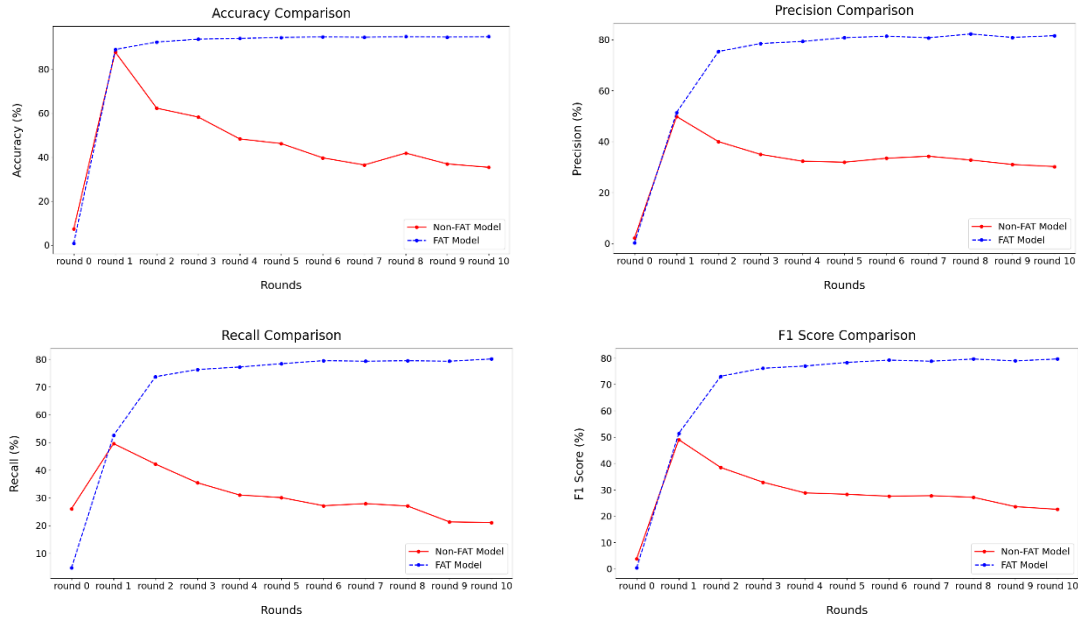 Accuracy Comparison
Accuracy (%)
80
60
40
20
0
round 0 round 1 round 2 round 3 round 4 round 5 round 6 round 7 round 8 round 9 round 10
Rounds
Non-FAT Model
FAT Model
Precision Comparison
Precision (%)
80
60
40
20
0
round 0 round 1 round 2 round 3 round 4 round 5 round 6 round 7 round 8 round 9 round 10
Rounds
Non-FAT Model
FAT Model
Recall Comparison
Recall (%)
80
70
60
50
40
30
20
10
round 0 round 1 round 2 round 3 round 4 round 5 round 6 round 7 round 8 round 9 round 10
Rounds
Non-FAT Model
FAT Model
F1 Score Comparison
F1 Score (%)
80
70
60
50
40
30
20
10
0
round 0 round 1 round 2 round 3 round 4 round 5 round 6 round 7 round 8 round 9 round 10
Rounds
Non-FAT Model
FAT Model